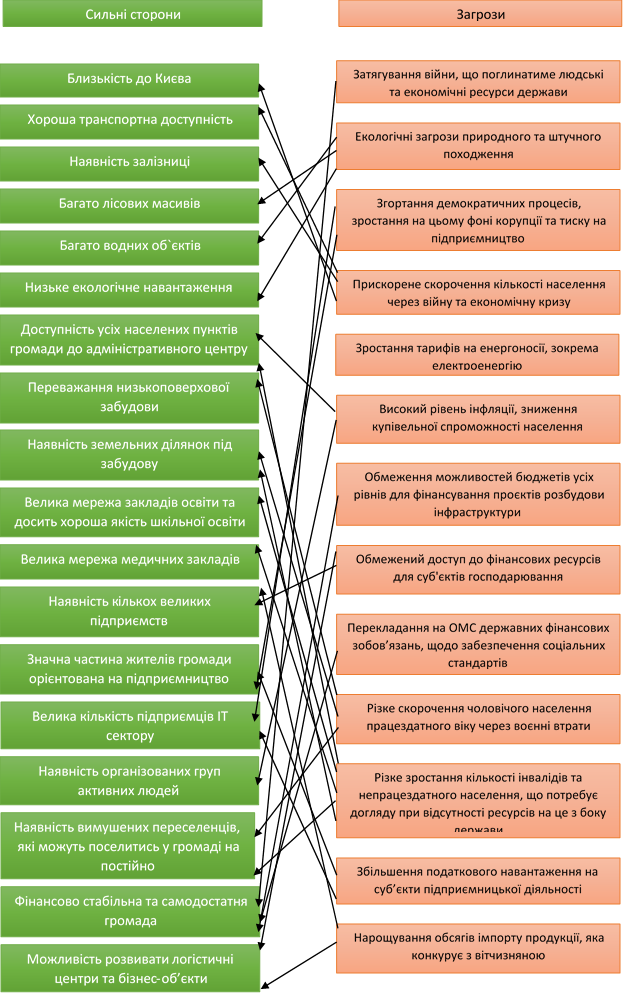 Сильні сторони
Близкість до Києва
Хороша транспортна доступність
Наявність залізниці
Багато лісових масивів
Багато водних об`єктів
Низьке екологічне навантаження
Доступність усіх населених пунктів
громади до адміністративного центру
Переважання низькоповерхової
забудови
Наявність земельних ділянок під
забудову
Велика мережа закладів освіти та
досить хороша якість шкільної освіти
Велика мережа медичних закладів
Наявність кількох великих
підприємств
Значна частина жителів громади
орієнтована на підприємництво
Велика кількість підприємців ІТ
сектору
Наявність організованих груп
активних людей
Наявність вимушених переселенців,
які можуть поселитись у громаді на
постійно
Фінансово стабільна та самодостатня
громада
Можливість розвивати логістичні
центри та бізнес-об’єкти
Загрози
Затягування війни, що поглинатиме людські
та економічні ресурси держави
Екологічні загрози природного та штучного
походження
Згортання демократичних процесів,
зростання на цьому фоні корупції та тиску на
підприємництво
Прискорене скорочення кількості населення
через війну та економічну кризу
Зростання тарифів на енергоносії, зокрема
електроенергію
Високий рівень інфляції, зниження
купівельної спроможності населення
Обмеження можливостей бюджетів усіх
рівнів для фінансування проєктів розбудови
інфраструктури
Обмежений доступ до фінансових ресурсів
для суб'єктів господарювання
Перекладання на ОМС державних фінансових
зобов’язань, щодо забезпечення соціальних
стандартів
Різке скорочення чоловічого населення
працездатного віку через воєнні втрати
Різке зростання кількості інвалідів та
непрацездатного населення, що потребує
догляду при відсутності ресурсів на це з боку
держави
Збільшення податкового навантаження на
суб’єкти підприємницької діяльності
Нарощування обсягів імпорту продукції, яка
конкурує з вітчизняною